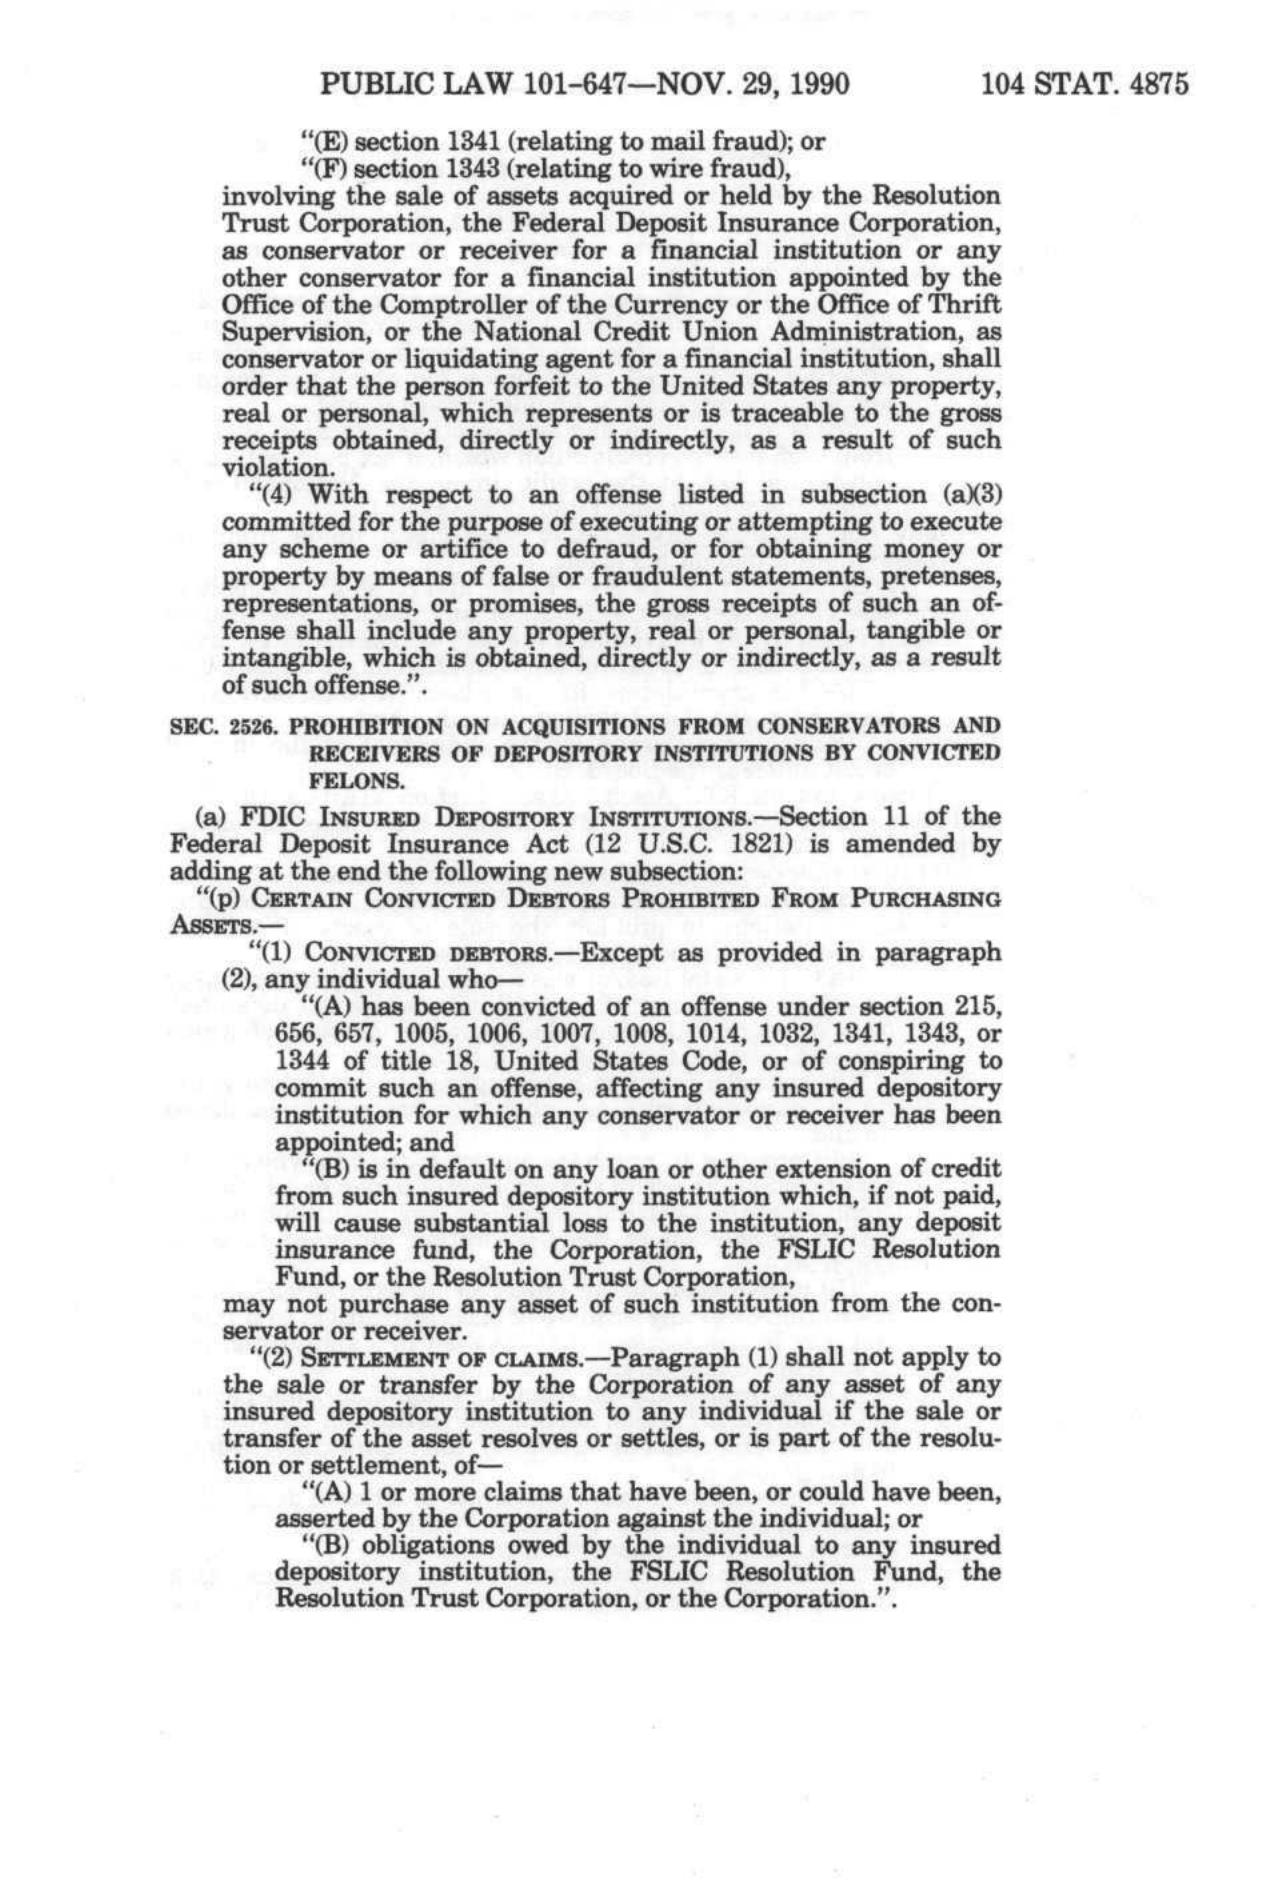 PUBLIC LAW 101-647—NOV. 29, 1990 104 STAT. 4875
"(E) section 1341 (relating to mail fraud); or
"(F) section 1343 (relating to wire fraud),
involving the sale of assets acquired or held by the Resolution
Trust Corporation, the Federal Deposit Insurance Corporation,
as conservator or receiver for a financial institution or any
other conservator for a financial institution appointed by the
Office of the Comptroller of the Currency or the Office of Thrift
Supervision, or the National Credit Union Administration, as
conservator or liquidating agent for a financial institution, shall
order that the person forfeit to the United States any property,
real or personal, which represents or is traceable to the gross
receipts obtained, directly or indirectly, as a result of such
violation.
"(4) With respect to an offense listed in subsection (a)(3)
committed for the purpose of executing or attempting to execute
any scheme or artifice to defraud, or for obtaining money or
property by means of false or fraudulent statements, pretenses,
representations, or promises, the gross receipts of such an of-
fense shall include any property, real or personal, tangible or
intangible, which is obtained, directly or indirectly, as a result
of such offense.".
SEC. 2526. PROHIBITION ON ACQUISITIONS FROM CONSERVATORS AND
RECEIVERS OF DEPOSITORY INSTITUTIONS BY CONVICTED
FELONS.
(a) FDIC INSURED DEPOSITORY INSTITUTIONS.—Section 11 of the
Federal Deposit Insurance Act (12 U.S.C. 1821) is amended by
adding at the end the following new subsection:
"(p) CERTAIN CONVICTED DEBTORS PROHIBITED FROM PURCHASING
ASSETS.—
"(1) CONVICTED DEBTORS.—Except as provided in paragraph
(2), any individual who—
"(A) has been convicted of an offense under section 215,
656, 657, 1005, 1006, 1007, 1008, 1014, 1032, 1341, 1343, or
1344 of title 18, United States Code, or of conspiring to
commit such an offense, affecting any insured depository
institution for which any conservator or receiver has been
appointed; and
"(B) is in default on any loan or other extension of credit
from such insured depository institution which, if not paid,
will cause substantial loss to the institution, any deposit
insurance fund, the Corporation, the FSLIC Resolution
Fund, or the Resolution Trust Corporation,
may not purchase any asset of such institution from the con-
servator or receiver.
"(2) SETTLEMENT OF CLAIMS.—Paragraph (1) shall not apply to
the sale or transfer by the Corporation of any asset of any
insured depository institution to any individual if the sale or
transfer of the asset resolves or settles, or is part of the resolu-
tion or settlement, of—
"(A) 1 or more claims that have been, or could have been,
asserted by the Corporation against the individual; or
"(B) obligations owed by the individual to any insured
depository institution, the FSLIC Resolution Fund, the
Resolution Trust Corporation, or the Corporation.".